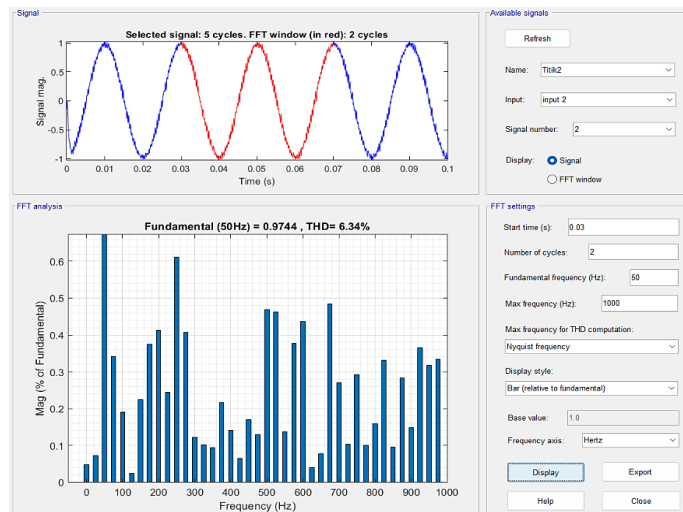 Signal
Selected signal: 5 cycles. FFT window (in red): 2 cycles
Signal mag.
1
0.5
0
-0.5
-1
0 0.01 0.02 0.03 0.04 0.05 0.06 0.07 0.08 0.09 0.1
Time (s)
FFT analysis
Fundamental (50Hz) = 0.9744 , THD= 6.34%
Mag (% of Fundamental)
0.6
0.5
0.4
0.3
0.2
0.1
0
0 100 200 300 400 500 600 700 800 900 1000
Frequency (Hz)
Available signals
Refresh
Name: Titik2
Input: input 2
Signal number: 2
Display: Signal
FFT window
FFT settings
Start time (s): 0.03
Number of cycles: 2
Fundamental frequency (Hz): 50
Max frequency (Hz): 1000
Max frequency for THD computation:
Nyquist frequency
Display style:
Bar (relative to fundamental)
Base value: 1.0
Frequency axis: Hertz
Display Export
Help Close